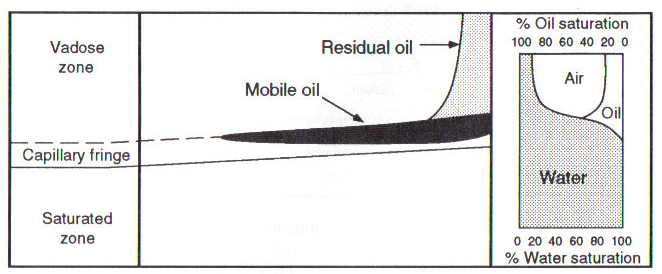 Vadose
zone
Capillary fringe
Saturated
zone
Residual oil
Mobile oil
% Oil saturation
100 80 60 40 20 0
Air
Oil
Water
0 20 40 60 80 100
% Water saturation